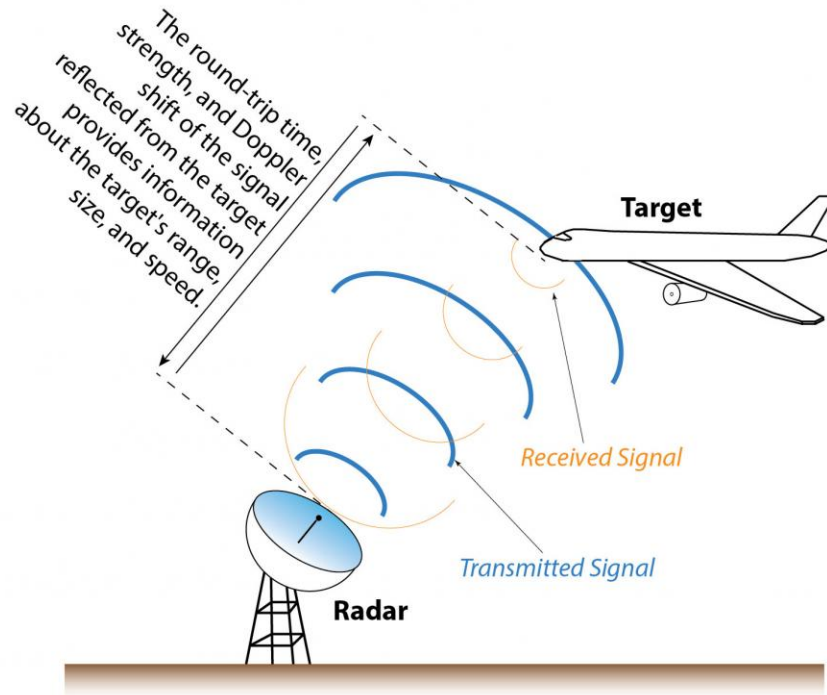 The round-trip time,
strength, and Doppler
shift of the signal
reflected from the target
provides information
about the target's range,
size, and speed.
Target
Received Signal
Transmitted Signal
Radar